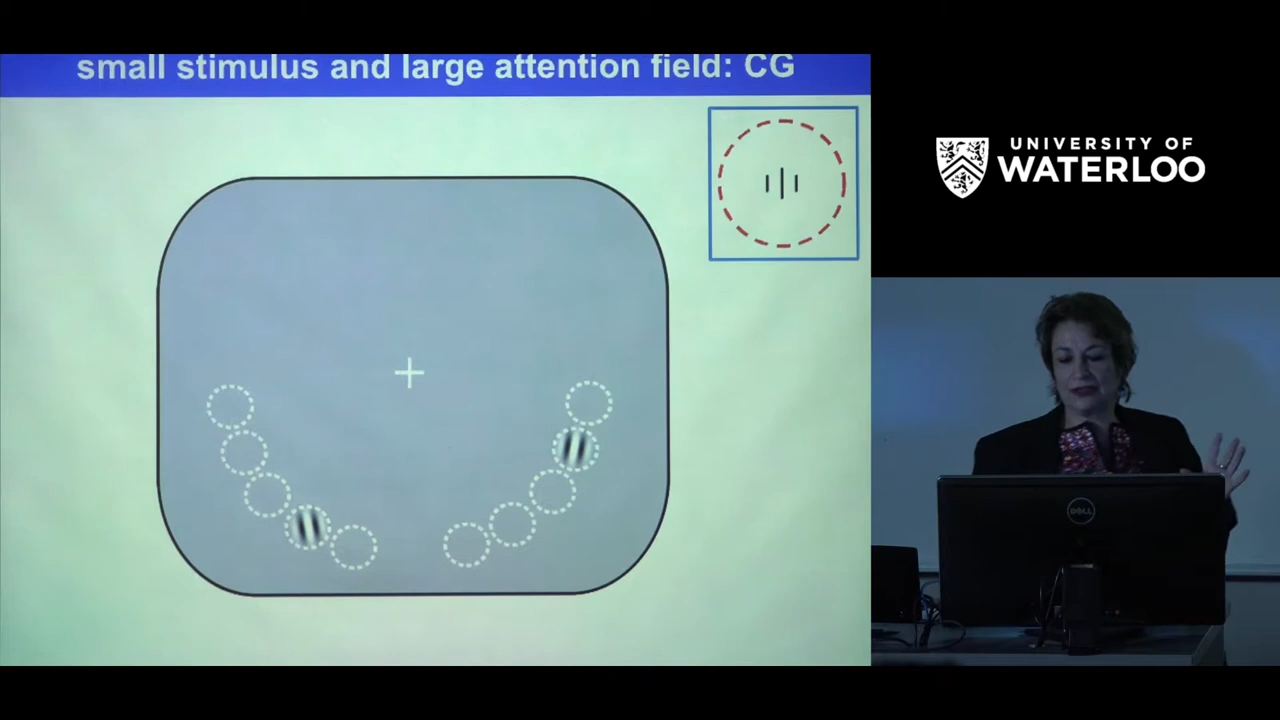 small stimulus and large attention field: CG
UNIVERSITY OF
WATERLOO
DELL